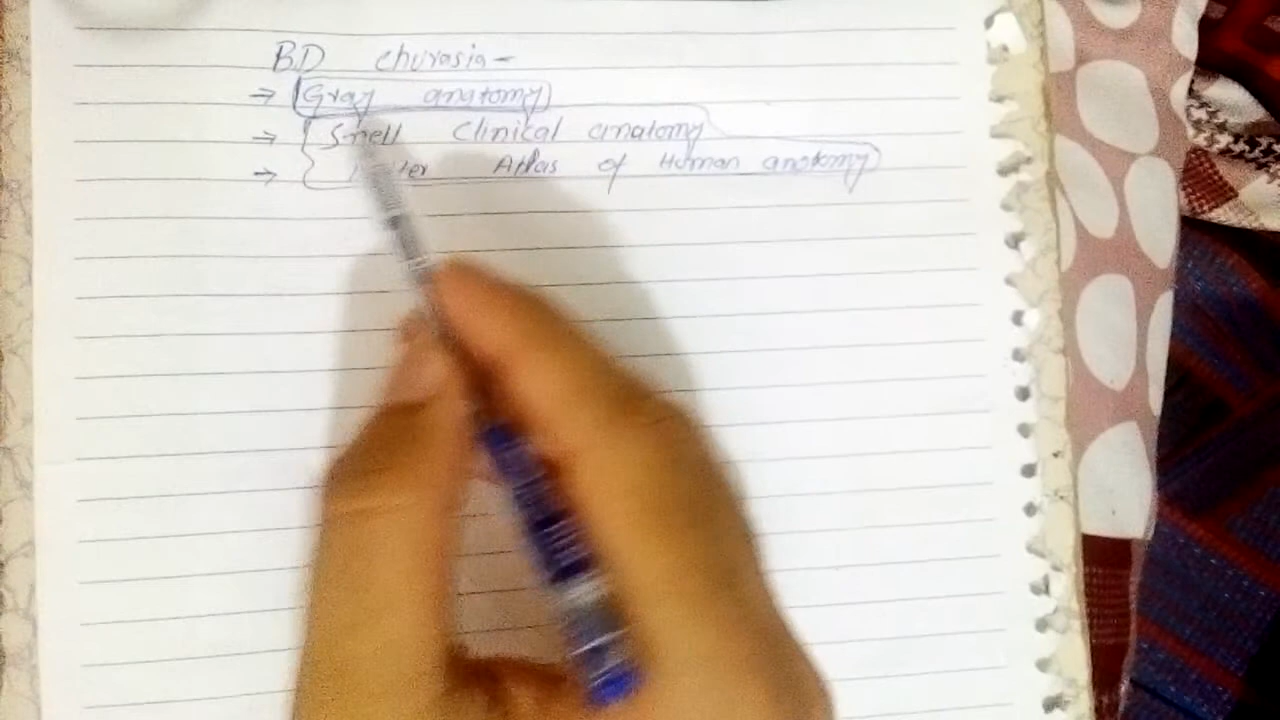 BD Churasia-
→ Gray anatomy
→ Snell Clinical anatomy
→ Atlas of Human anatomy